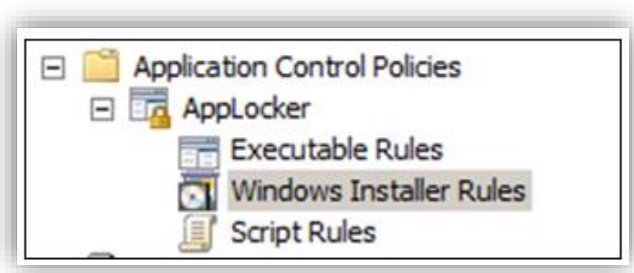 Application Control Policies
AppLocker
Executable Rules
Windows Installer Rules
Script Rules